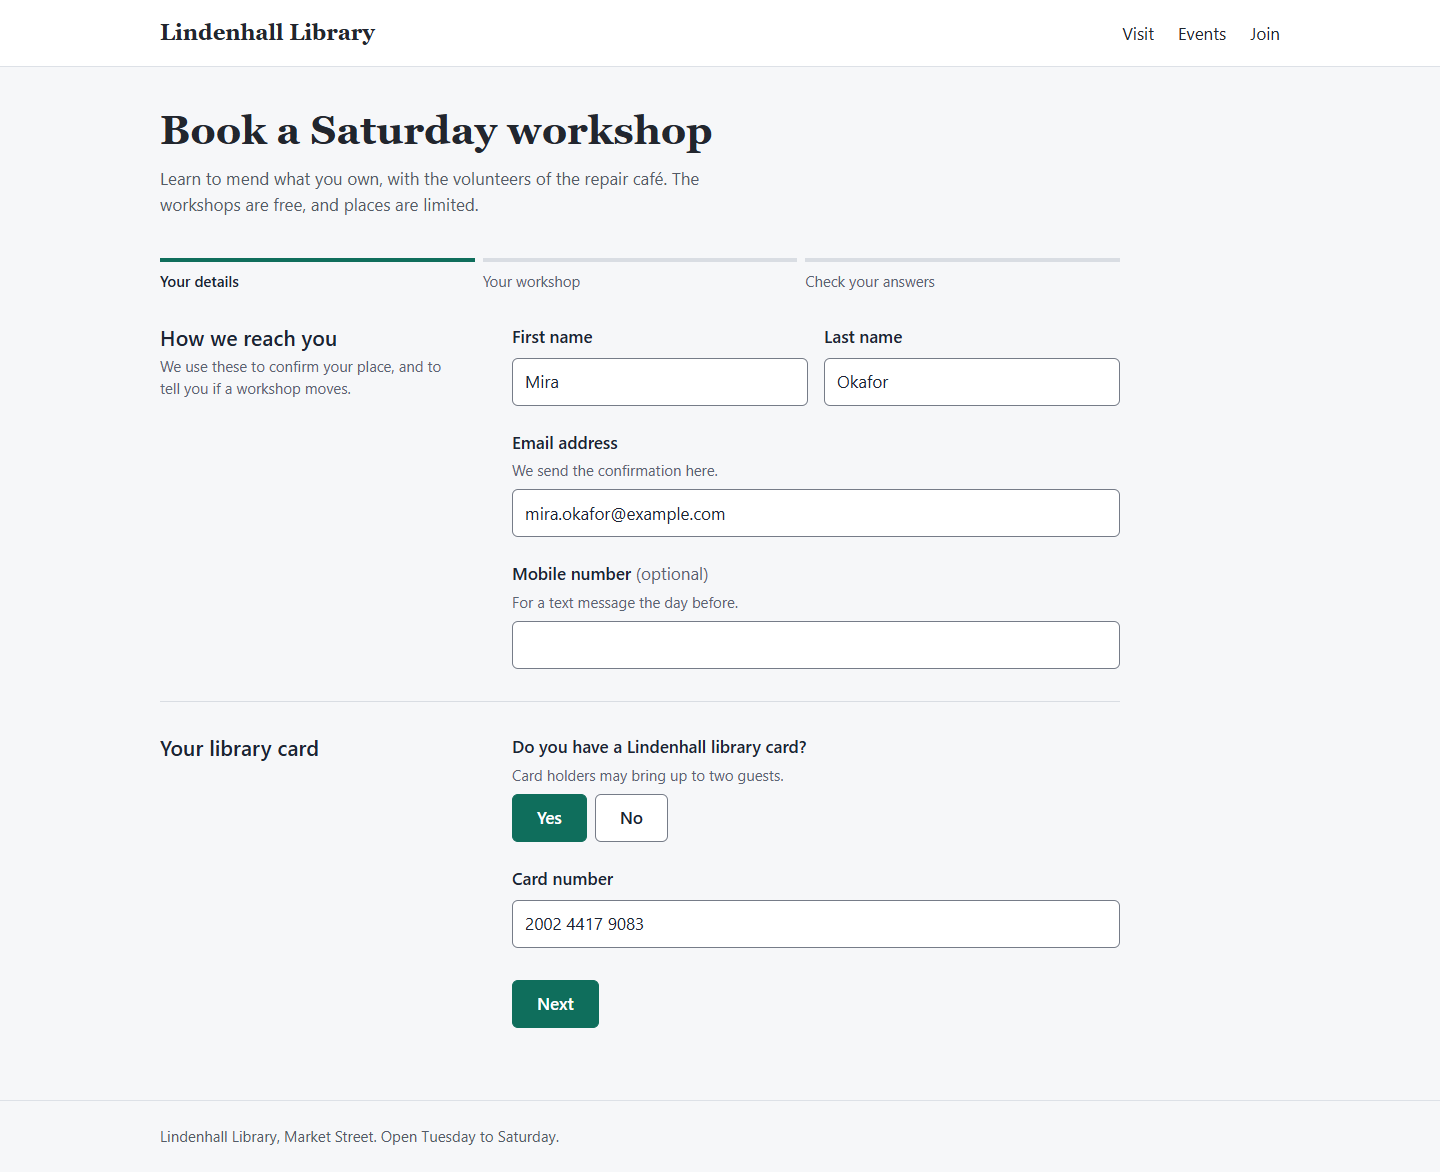 Lindenhall Library
Visit Events Join
Book a Saturday workshop
Learn to mend what you own, with the volunteers of the repair café. The
workshops are free, and places are limited.
Your details
Your workshop
Check your answers
How we reach you
We use these to confirm your place, and to
tell you if a workshop moves.
First name
Mira
Last name
Okafor
Email address
We send the confirmation here.
mira.okafor@example.com
Mobile number (optional)
For a text message the day before.
Your library card
Do you have a Lindenhall library card?
Card holders may bring up to two guests.
Yes
No
Card number
2002 4417 9083
Next
Lindenhall Library, Market Street. Open Tuesday to Saturday.